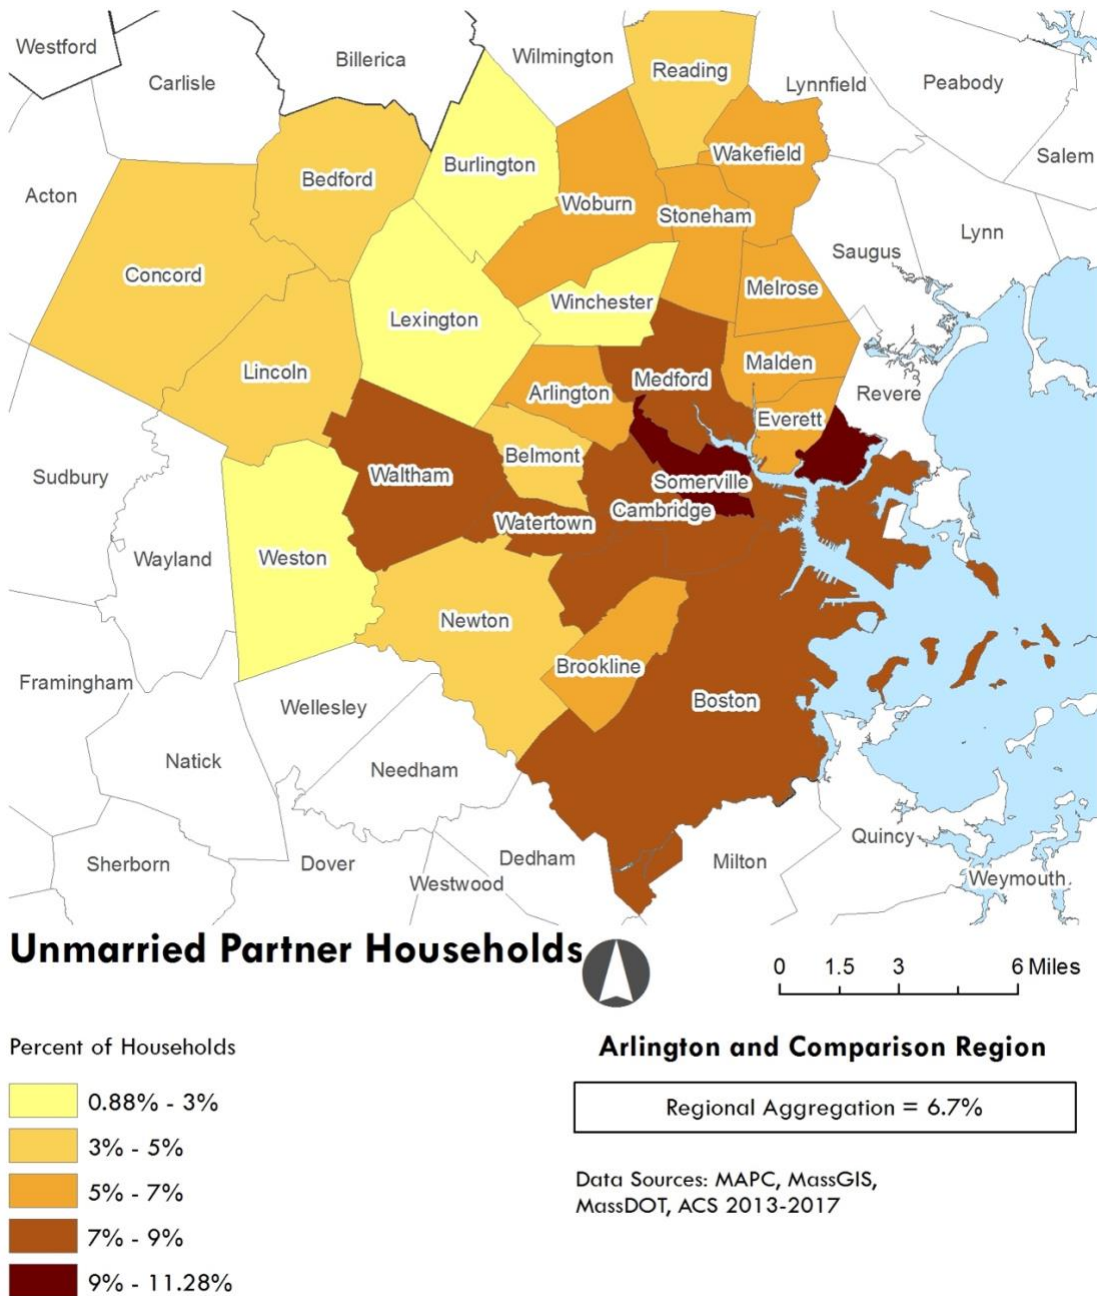 Westford
Billerica
Wilmington
Reading
Carlisle
Lynnfield
Peabody
Burlington
Wakefield
Salem
Bedford
Acton
Woburn
Stoneham
Lynn
Saugus
Concord
Melrose
Winchester
Lexington
Malden
Lincoln
Medford
Arlington
Revere
Everett
Belmont
Sudbury
Waltham
Somerville
Cambridge
Watertown
Wayland
Weston
Newton
Brookline
Framingham
Boston
Wellesley
Natick
Needham
Quincy
Sherborn
Dover
Dedham
Milton
Westwood
Weymouth
Unmarried Partner Households
0 1.5 3 6 Miles
Percent of Households
0.88% - 3%
3% - 5%
5% - 7%
7% - 9%
9% - 11.28%
Arlington and Comparison Region
Regional Aggregation = 6.7%
Data Sources: MAPC, MassGIS,
MassDOT, ACS 2013-2017